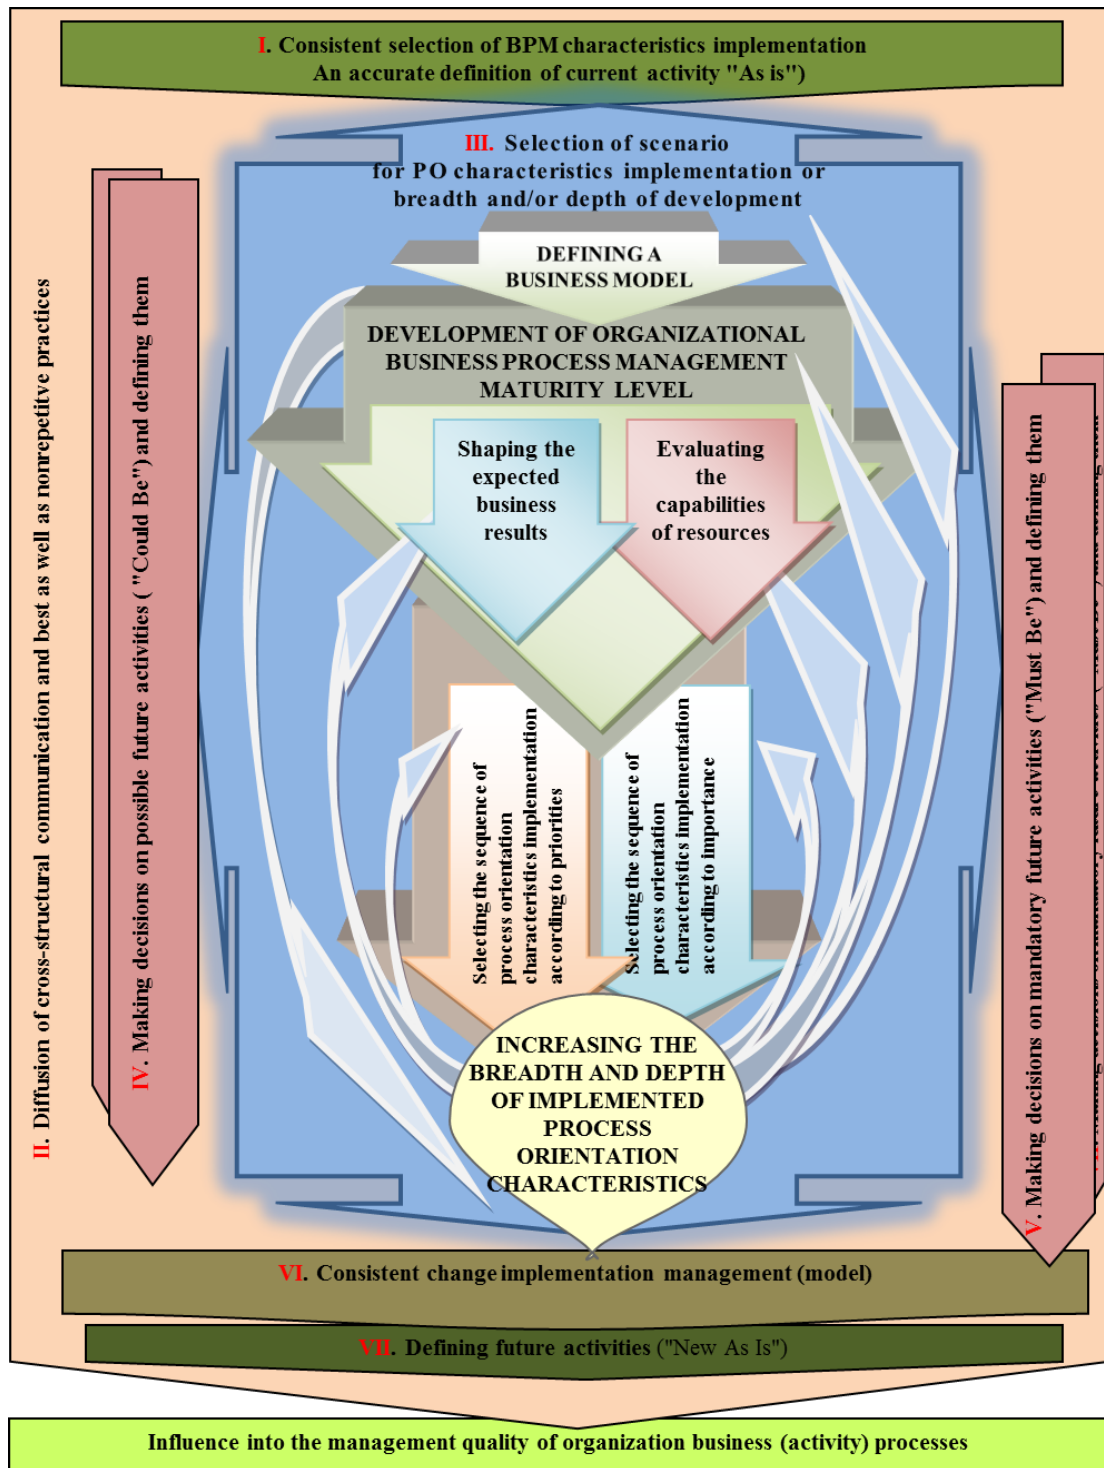 I. Consistent selection of BPM characteristics implementation
An accurate definition of current activity "As is")
III. Selection of scenario
for PO characteristics implementation or
breadth and/or depth of development
DEFINING A
BUSINESS MODEL
DEVELOPMENT OF ORGANIZATIONAL
BUSINESS PROCESS MANAGEMENT
MATURITY LEVEL
Shaping the
expected
business
results
Evaluating
the
capabilities
of resources
II. Diffusion of cross-structural communication and best as well as nonrepetitive practices
IV. Making decisions on possible future activities ( "Could Be") and defining them
Selecting the sequence of
process orientation
characteristics implementation
according to priorities
Selecting the sequence of
process orientation
characteristics implementation
according to importance
V. Making decisions on mandatory future activities ("Must Be") and defining them
INCREASING THE
BREADTH AND DEPTH
OF IMPLEMENTED
PROCESS
ORIENTATION
CHARACTERISTICS
VI. Consistent change implementation management (model)
VII. Defining future activities ("New As Is")
Influence into the management quality of organization business (activity) processes